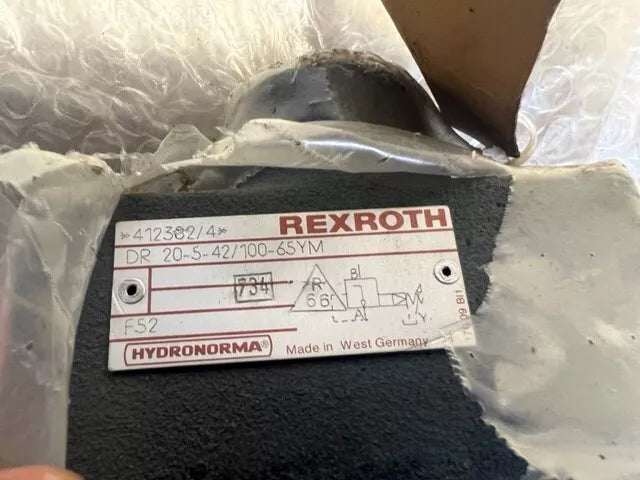 *412382/4* REXROTH
DR 20-5-42/100-65YM
734
R
66
B
A
Y
F52
HYDRONORMA®
Made in West Germany